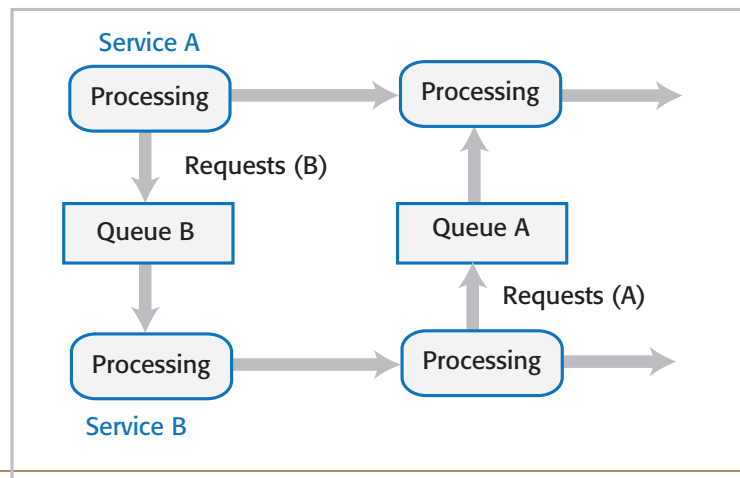 Service A
Processing
Processing
Requests (B)
Queue B
Queue A
Requests (A)
Processing
Processing
Service B